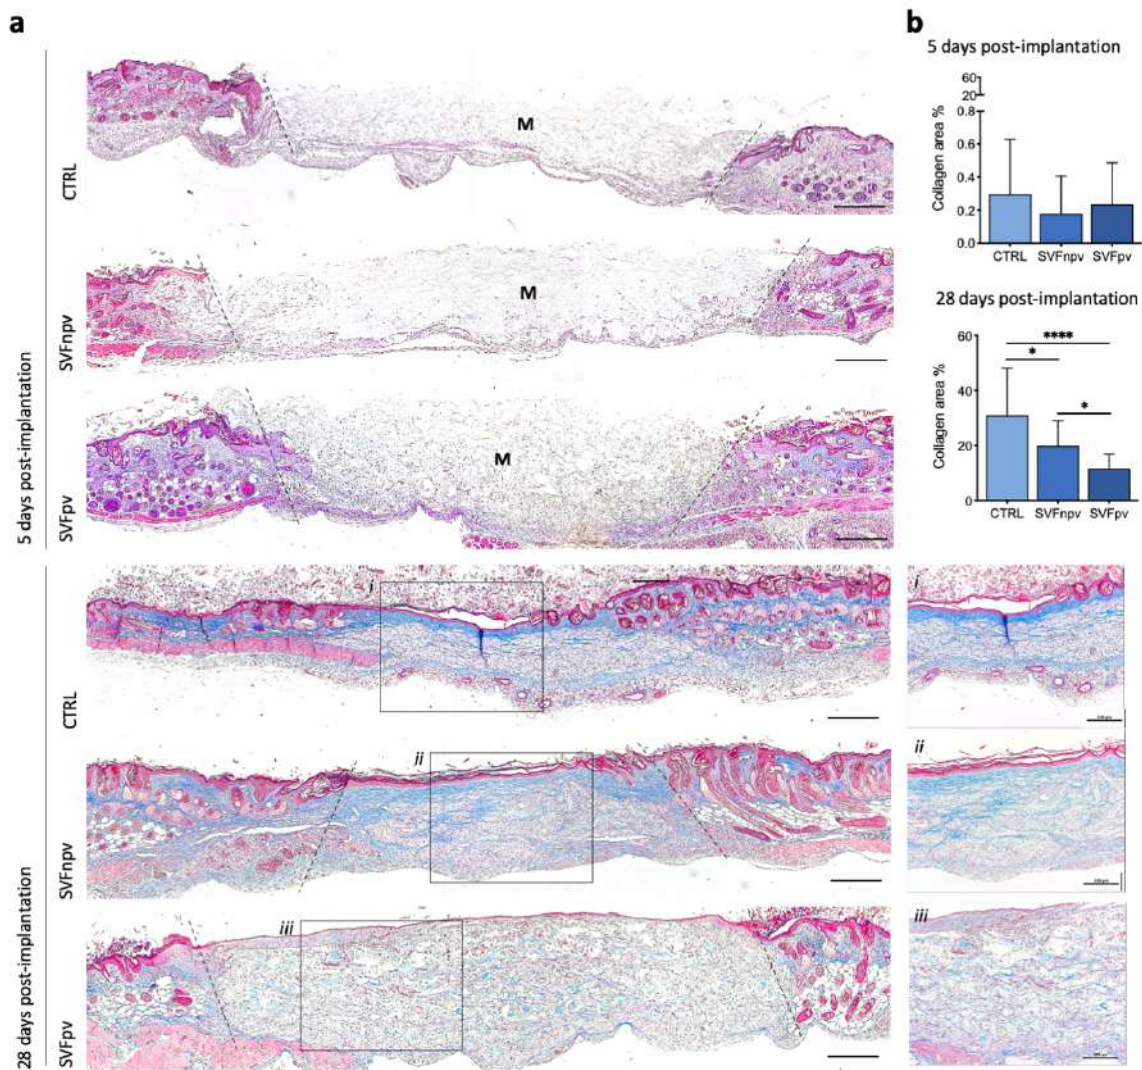 a
5 days post-implantation
CTRL
M
SVFnpv
M
SVFpv
M
28 days post-implantation
CTRL
i
SVFnpv
ii
SVFpv
iii
b
5 days post-implantation
Collagen area %
60
20
0.8
0.6
0.4
0.2
0.0
CTRL SVFnpv SVFpv
28 days post-implantation
Collagen area %
60
40
20
0
****
*
*
CTRL SVFnpv SVFpv
i
ii
iii